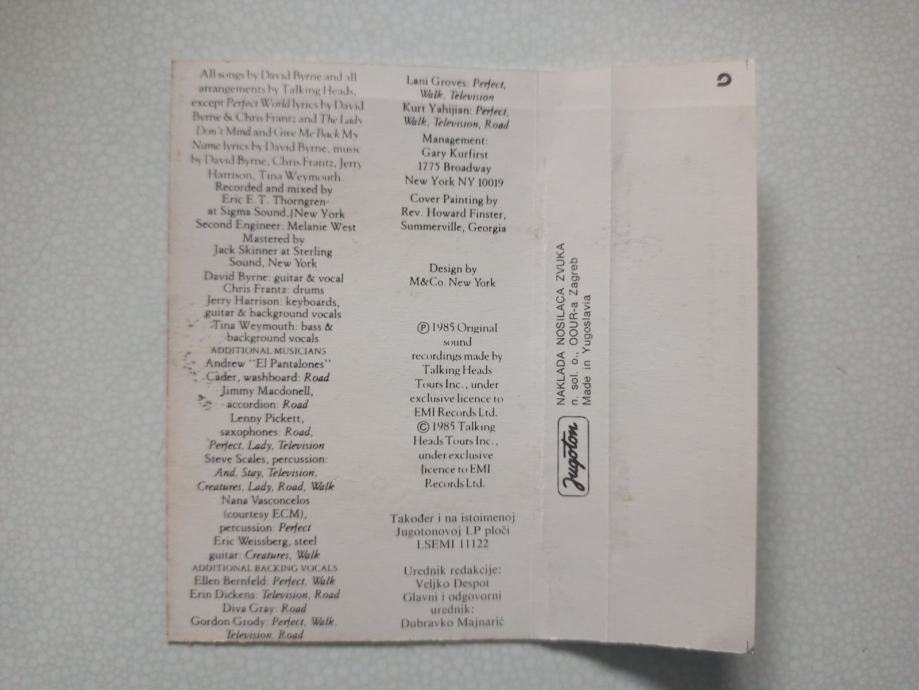 All songs by David Byrne and all
arrangements by Talking Heads,
except Perfect World lyrics by David
Byrne & Chris Frantz and The Lady
Don't Mind and Give Me Back My
Name lyrics by David Byrne, music
by David Byrne, Chris Frantz, Jerry
Harrison, Tina Weymouth.
Recorded and mixed by
Eric E.T. Thorngren
at Sigma Sound, New York
Second Engineer: Melanie West
Mastered by
Jack Skinner at Sterling
Sound, New York
David Byrne: guitar & vocal
Chris Frantz: drums
Jerry Harrison: keyboards,
guitar & background vocals
Tina Weymouth: bass &
background vocals
ADDITIONAL MUSICIANS
Andrew "El Pantalones"
Cader, washboard: Road
Jimmy Macdonell,
accordion: Road
Lenny Pickett,
saxophones: Road,
Perfect, Lady, Television
Steve Scales, percussion:
And, Stay, Television,
Creatures, Lady, Road, Walk
Nana Vasconcelos
(courtesy ECM),
percussion: Perfect
Eric Weissberg, steel
guitar: Creatures, Walk
ADDITIONAL BACKING VOCALS
Ellen Bernfeld: Perfect, Walk
Erin Dickens: Television, Road
Diva Gray: Road
Gordon Grody: Perfect, Walk,
Television, Road
Lani Groves: Perfect,
Walk, Television
Kurt Yahijian: Perfect,
Walk, Television, Road
Management:
Gary Kurfirst
1775 Broadway
New York NY 10019
Cover Painting by
Rev. Howard Finster,
Summerville, Georgia
Design by
M&Co. New York
℗ 1985 Original
sound
recordings made by
Talking Heads
Tours Inc., under
exclusive licence to
EMI Records Ltd.
© 1985 Talking
Heads Tours Inc.,
under exclusive
licence to EMI
Records Ltd.
Također i na istoimenoj
Jugotonovoj LP ploči
LSEMI 11122
Urednik redakcije:
Veljko Despot
Glavni i odgovorni
urednik:
Dubravko Majnarić
Jugoton
NAKLADA NOSILACA ZVUKA
n. sol. o., OOUR-a Zagreb
Made in Yugoslavia